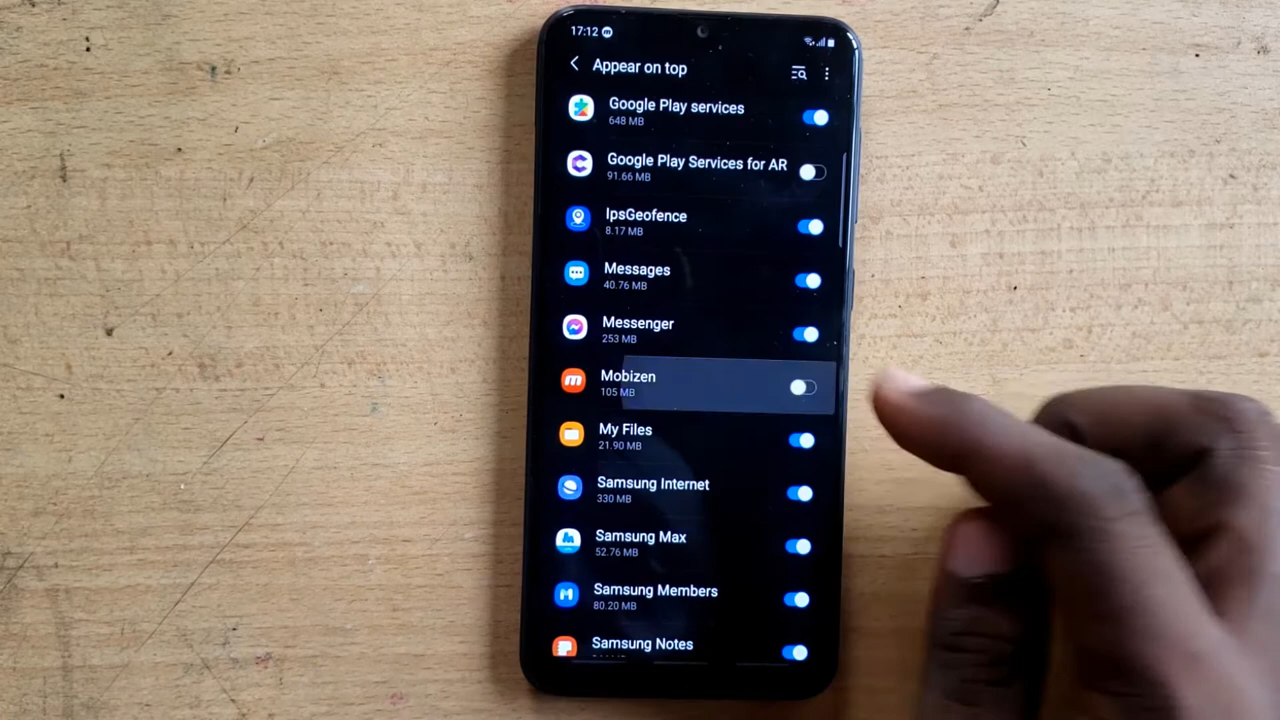 17:12
Appear on top
Google Play services
648 MB
Google Play Services for AR
91.66 MB
IpsGeofence
8.17 MB
Messages
40.76 MB
Messenger
253 MB
Mobizen
105 MB
My Files
21.90 MB
Samsung Internet
330 MB
Samsung Max
52.76 MB
Samsung Members
80.20 MB
Samsung Notes